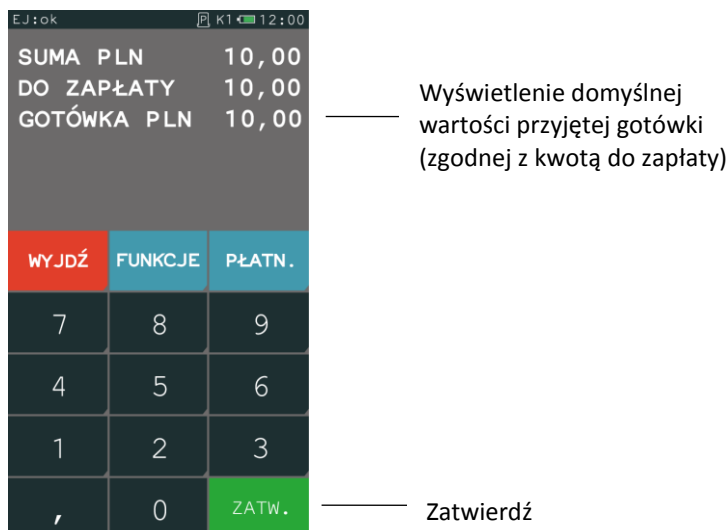 EJ:ok P K1 12:00
SUMA PLN 10,00
DO ZAPŁATY 10,00
GOTÓWKA PLN 10,00
Wyświetlenie domyślnej
wartości przyjętej gotówki
(zgodnej z kwotą do zapłaty)
WYJDŹ FUNKCJE PŁATN.
7 8 9
4 5 6
1 2 3
, 0 ZATW.
Zatwierdź